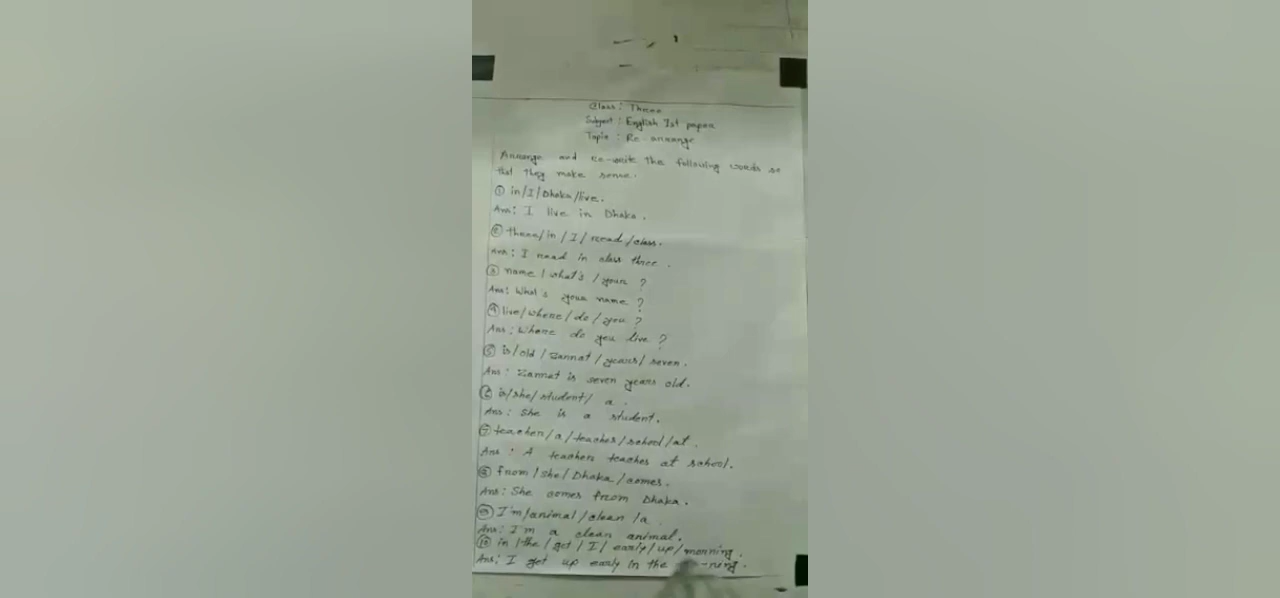 Class: Three
Subject: English 1st paper
Topic: Re arrange
Arrange and re-write the following words so
that they make sense.
① in/I/Dhaka/live.
Ans: I live in Dhaka.
② three/in/I/read/class.
Ans: I read in class three.
③ name/what's/your?
Ans: What's your name?
④ live/where/do/you?
Ans: Where do you live?
⑤ is/old/Zannat/years/seven.
Ans: Zannat is seven years old.
⑥ is/she/student/a.
Ans: She is a student.
⑦ teacher/a/teaches/school/at.
Ans: A teacher teaches at school.
⑧ from/she/Dhaka/comes.
Ans: She comes from Dhaka.
⑨ I'm/animal/clean/a
Ans: I'm a clean animal.
⑩ in/the/get/I/early/up/morning.
Ans: I get up early in the -ning.